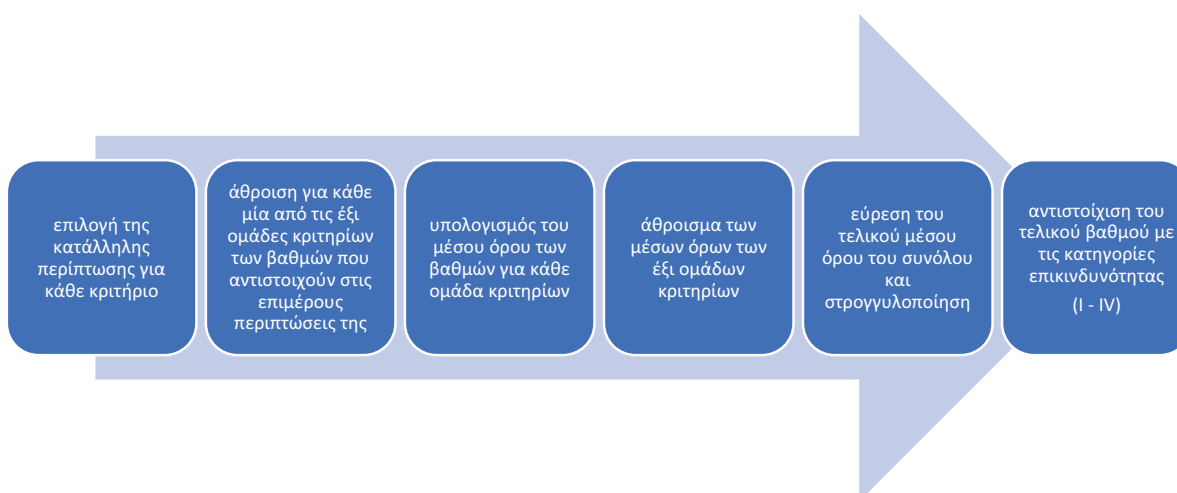 επιλογή της
κατάλληλης
περίπτωσης για
κάθε κριτήριο
άθροιση για κάθε
μία από τις έξι
ομάδες κριτηρίων
των βαθμών που
αντιστοιχούν στις
επιμέρους
περιπτώσεις της
υπολογισμός του
μέσου όρου των
βαθμών για κάθε
ομάδα κριτηρίων
άθροισμα των
μέσων όρων των
έξι ομάδων
κριτηρίων
εύρεση του
τελικού μέσου
όρου του συνόλου
και
στρογγυλοποίηση
αντιστοίχιση του
τελικού βαθμού με
τις κατηγορίες
επικινδυνότητας
(I - IV)